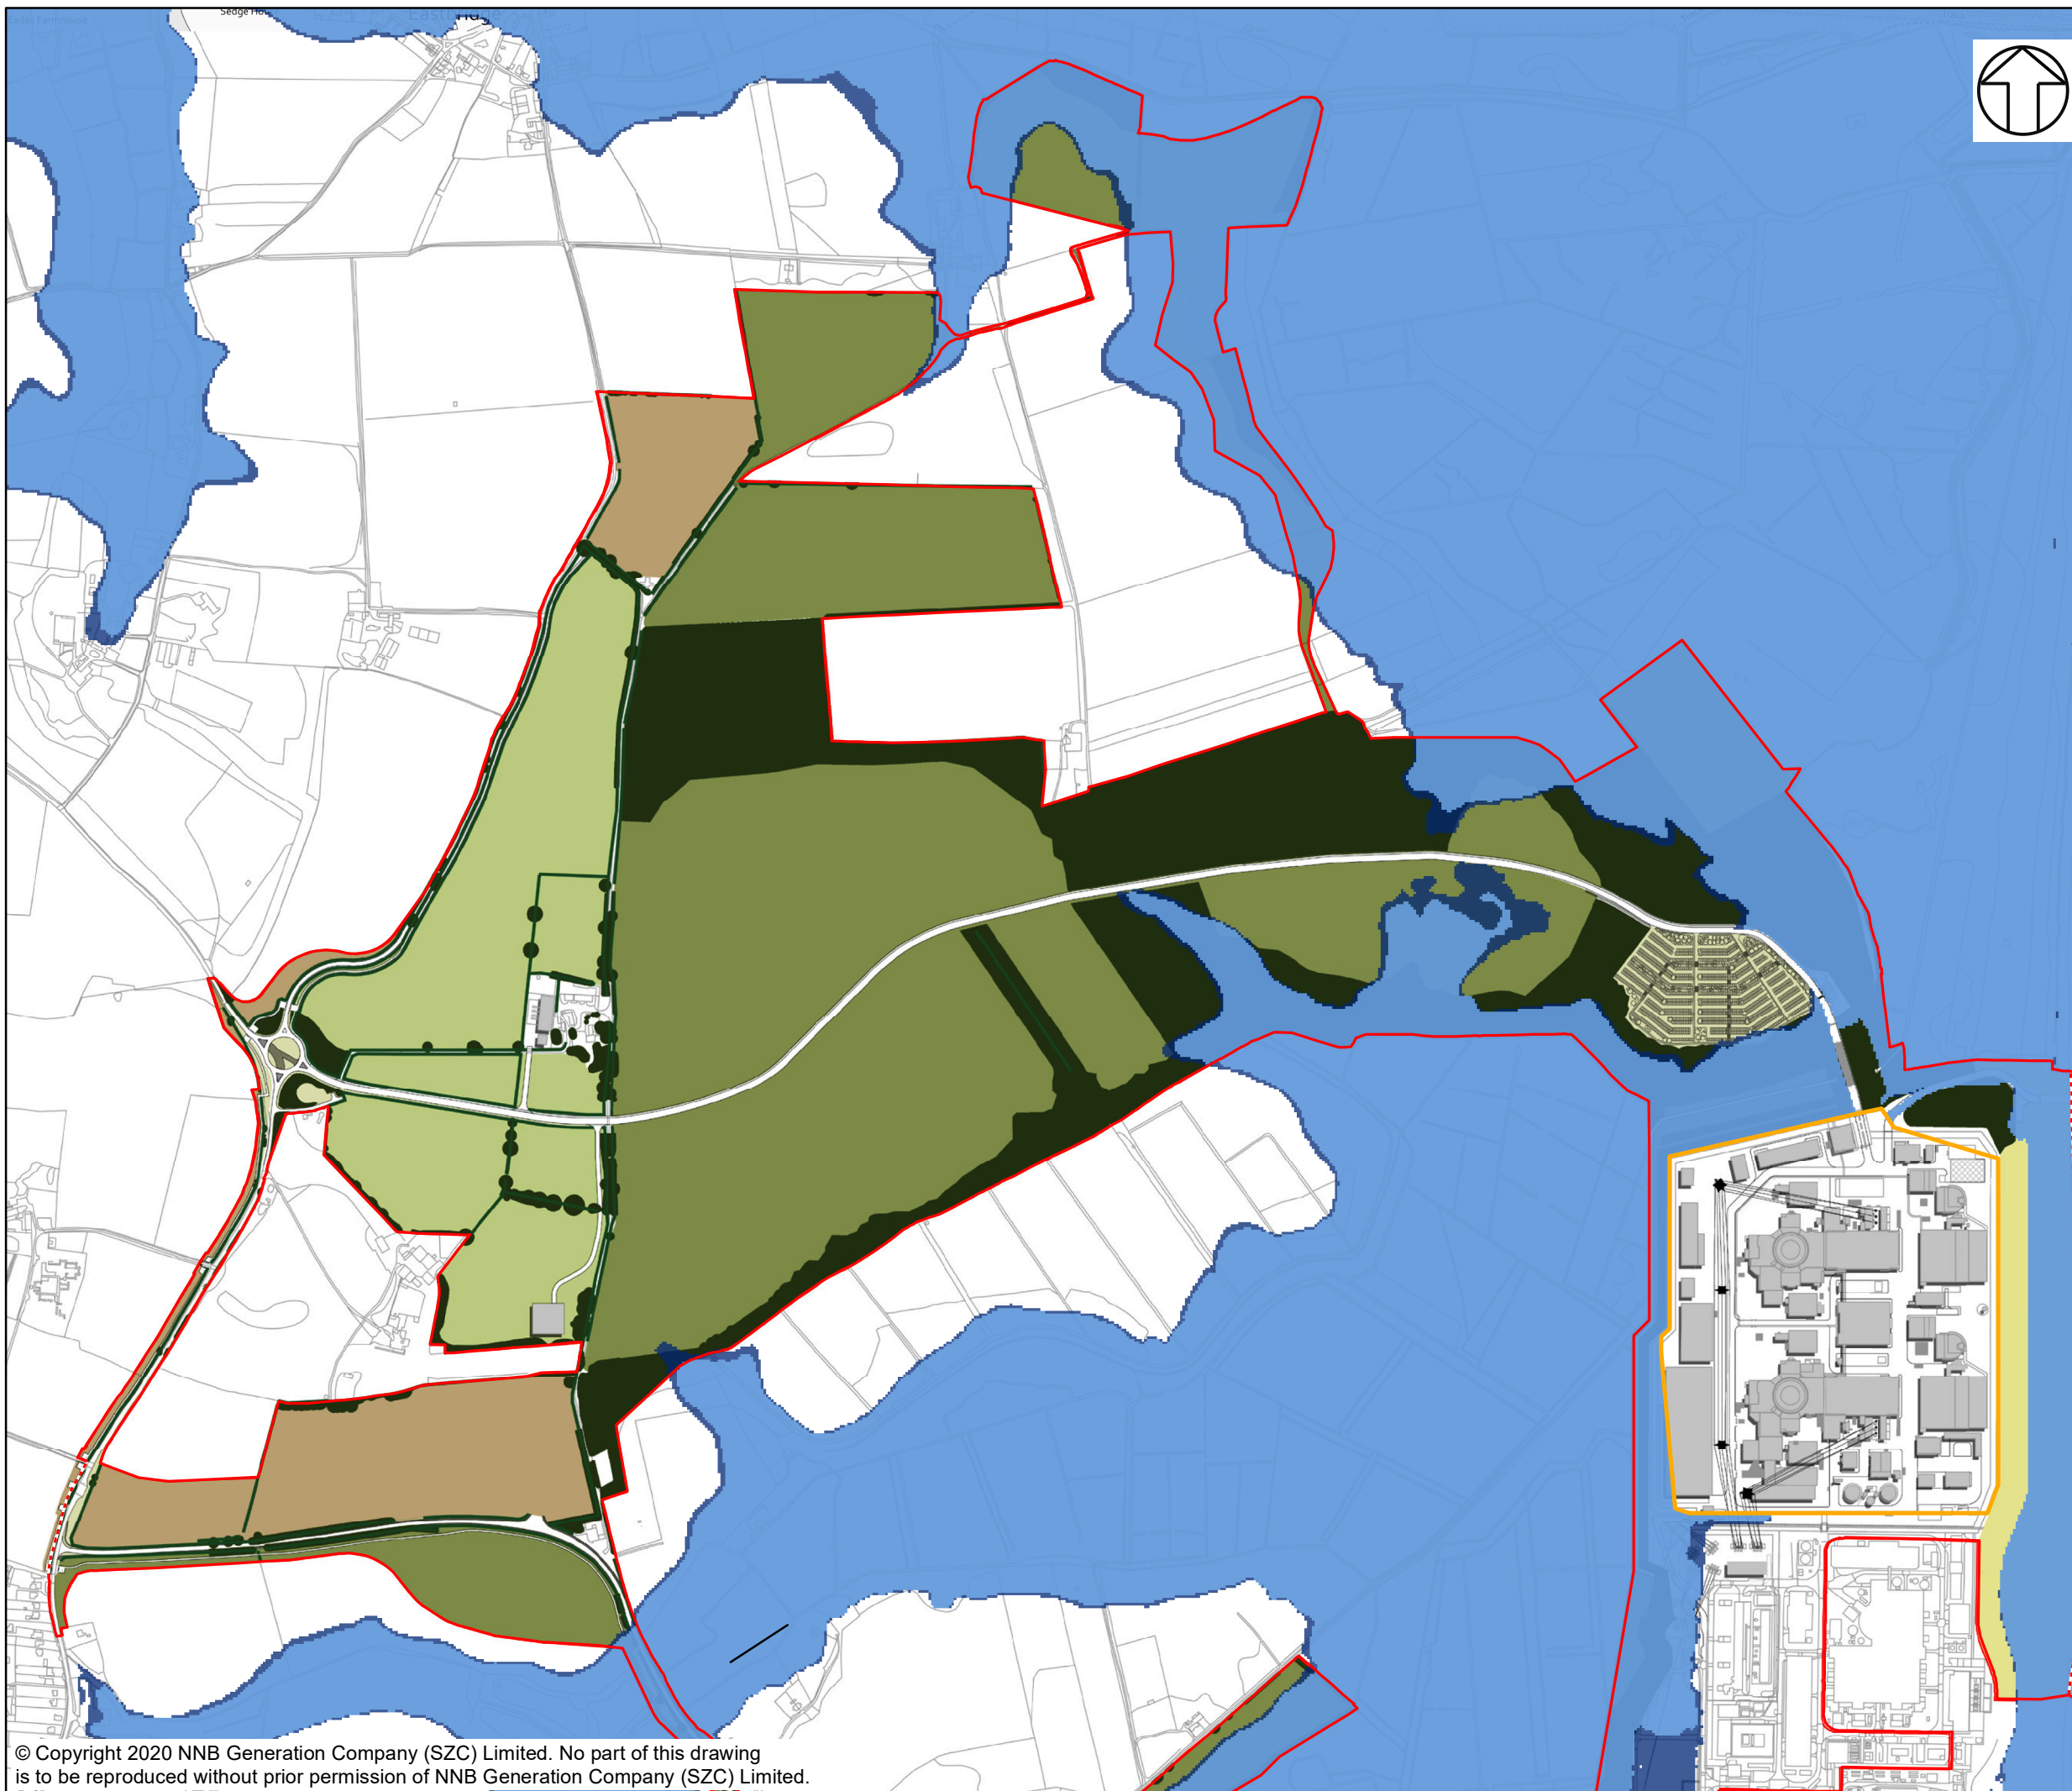 Eastbridge
© Copyright 2020 NNB Generation Company (SZC) Limited. No part of this drawing
is to be reproduced without prior permission of NNB Generation Company (SZC) Limited.